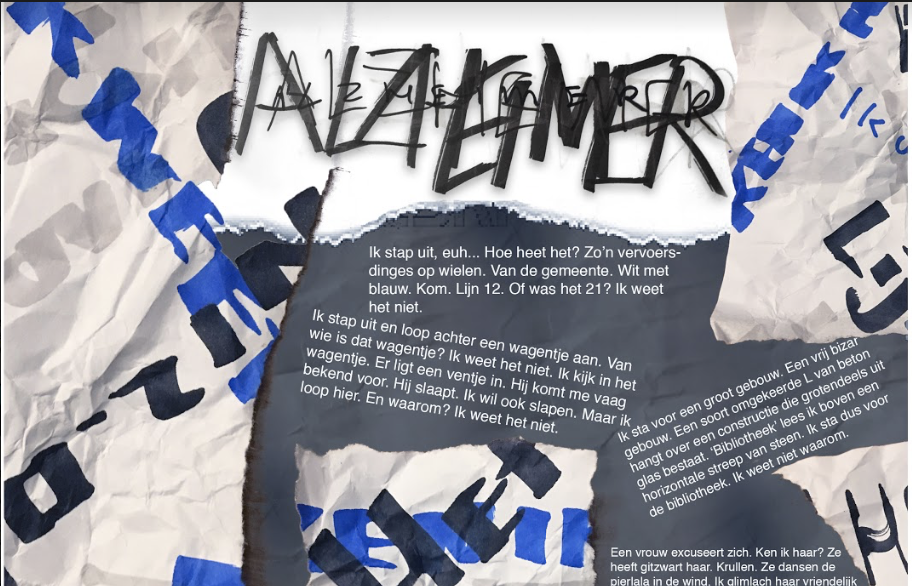 ALZHEIMER
Ik stap uit, euh... Hoe heet het? Zo’n vervoers-
dinges op wielen. Van de gemeente. Wit met
blauw. Kom. Lijn 12. Of was het 21? Ik weet
het niet.
Ik stap uit en loop achter een wagentje aan. Van
wie is dat wagentje? Ik weet het niet. Ik kijk in het
wagentje. Er ligt een ventje in. Hij komt me vaag
bekend voor. Hij slaapt. Ik wil ook slapen. Maar ik
loop hier. En waarom? Ik weet het niet.
Ik sta voor een groot gebouw. Een vrij bizar
gebouw. Een soort omgekeerde L van beton
hangt over een constructie die grotendeels uit
glas bestaat. ‘Bibliotheek’ lees ik boven een
horizontale streep van steen. Ik sta dus voor
de bibliotheek. Ik weet niet waarom.
Een vrouw excuseert zich. Ken ik haar? Ze
heeft gitzwart haar. Krullen. Ze dansen de
pierlala in de wind. Ik glimlach haar vriendelijk